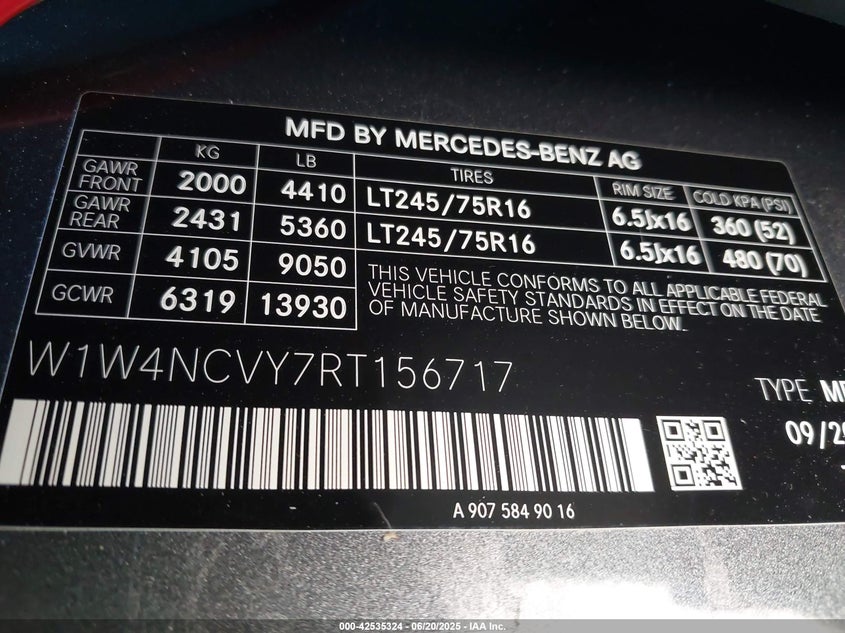 MFD BY MERCEDES-BENZ AG
KG LB TIRES RIM SIZE COLD KPA (PSI)
GAWR FRONT 2000 4410 LT245/75R16 6.5Jx16 360 (52)
GAWR REAR 2431 5360 LT245/75R16 6.5Jx16 480 (70)
GVWR 4105 9050
GCWR 6319 13930
THIS VEHICLE CONFORMS TO ALL APPLICABLE FEDERAL
VEHICLE SAFETY STANDARDS IN EFFECT ON THE DATE
OF MANUFACTURE SHOWN BELOW.
W1W4NCVY7RT156717
TYPE
09/20
A 907 584 90 16
000-42535324 | 06/20/2025 - IAA Inc.